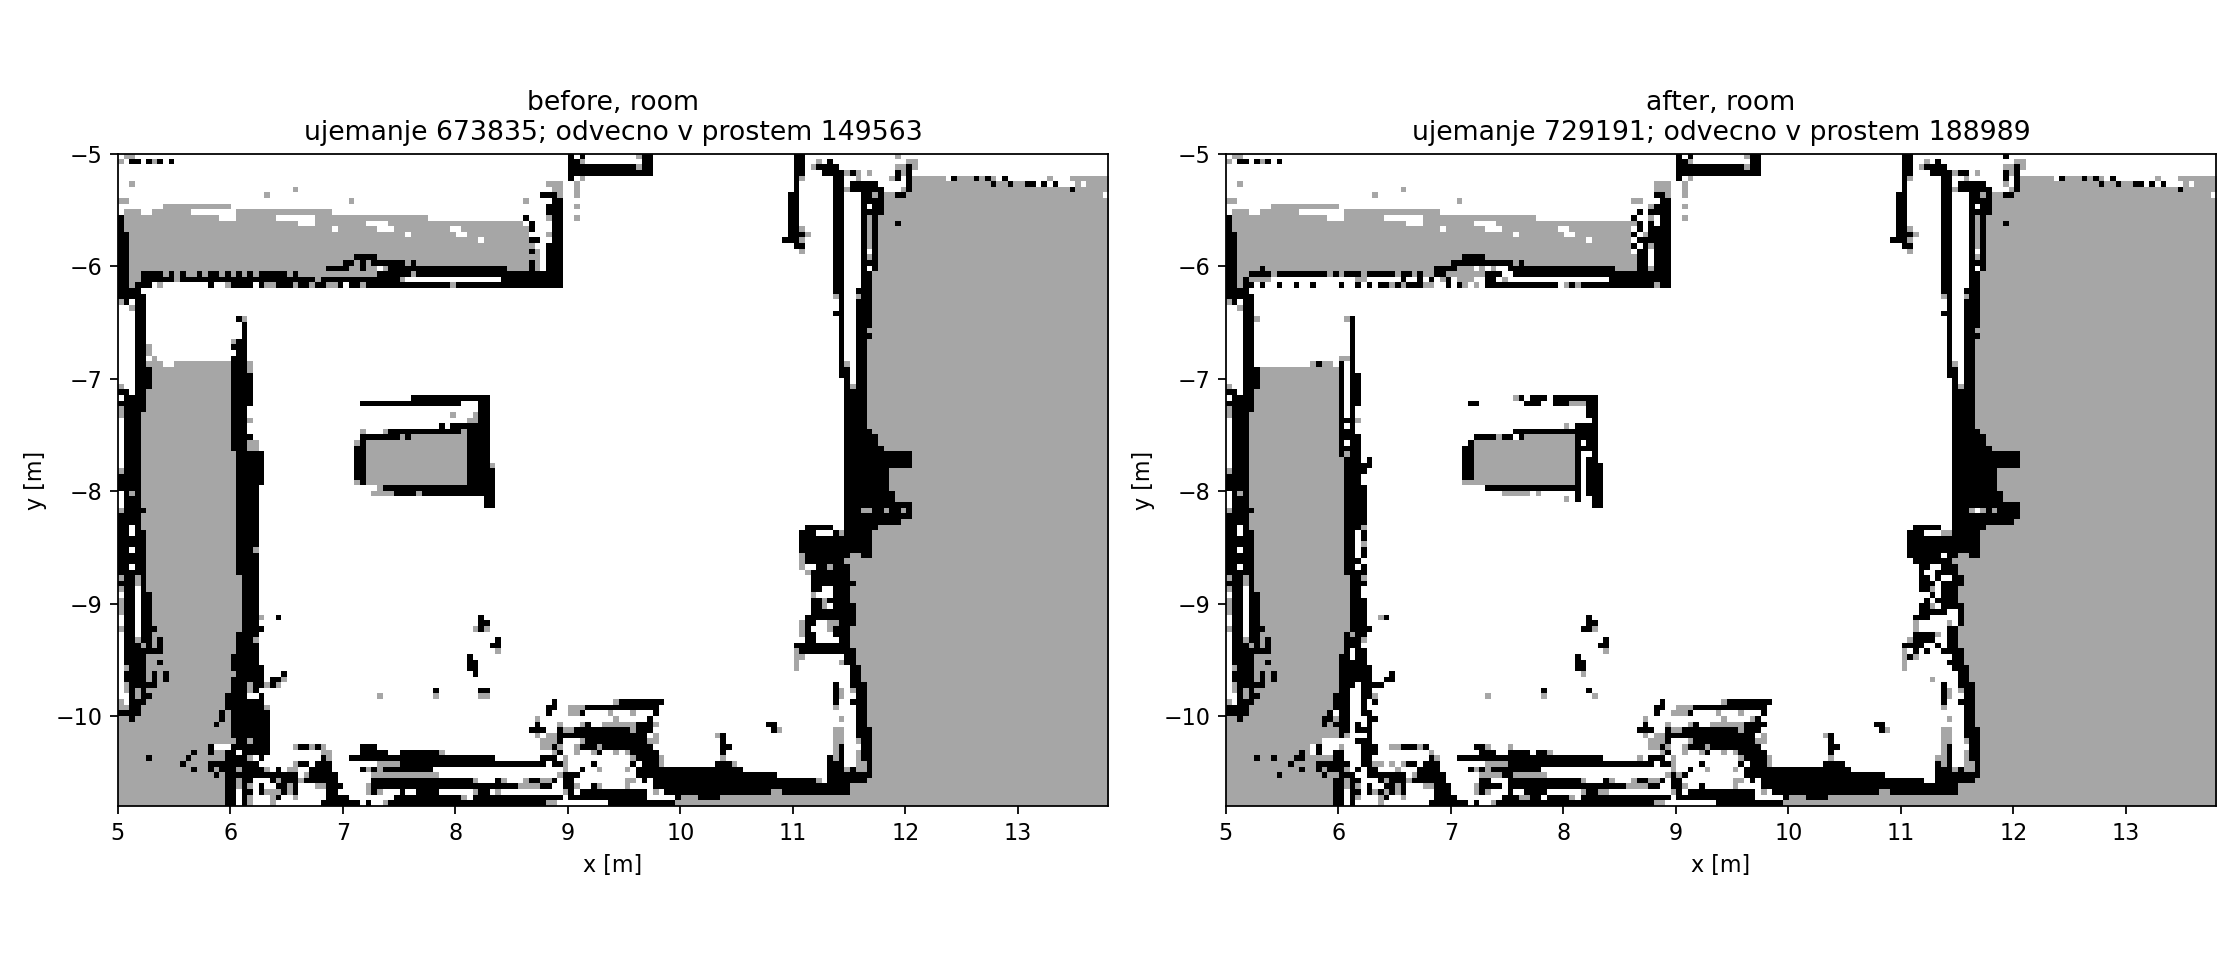 before, room
ujemanje 673835; odvecno v prostem 149563
−5
−6
−7
−8
−9
−10
y [m]
5 6 7 8 9 10 11 12 13
x [m]
after, room
ujemanje 729191; odvecno v prostem 188989
−5
−6
−7
−8
−9
−10
y [m]
5 6 7 8 9 10 11 12 13
x [m]